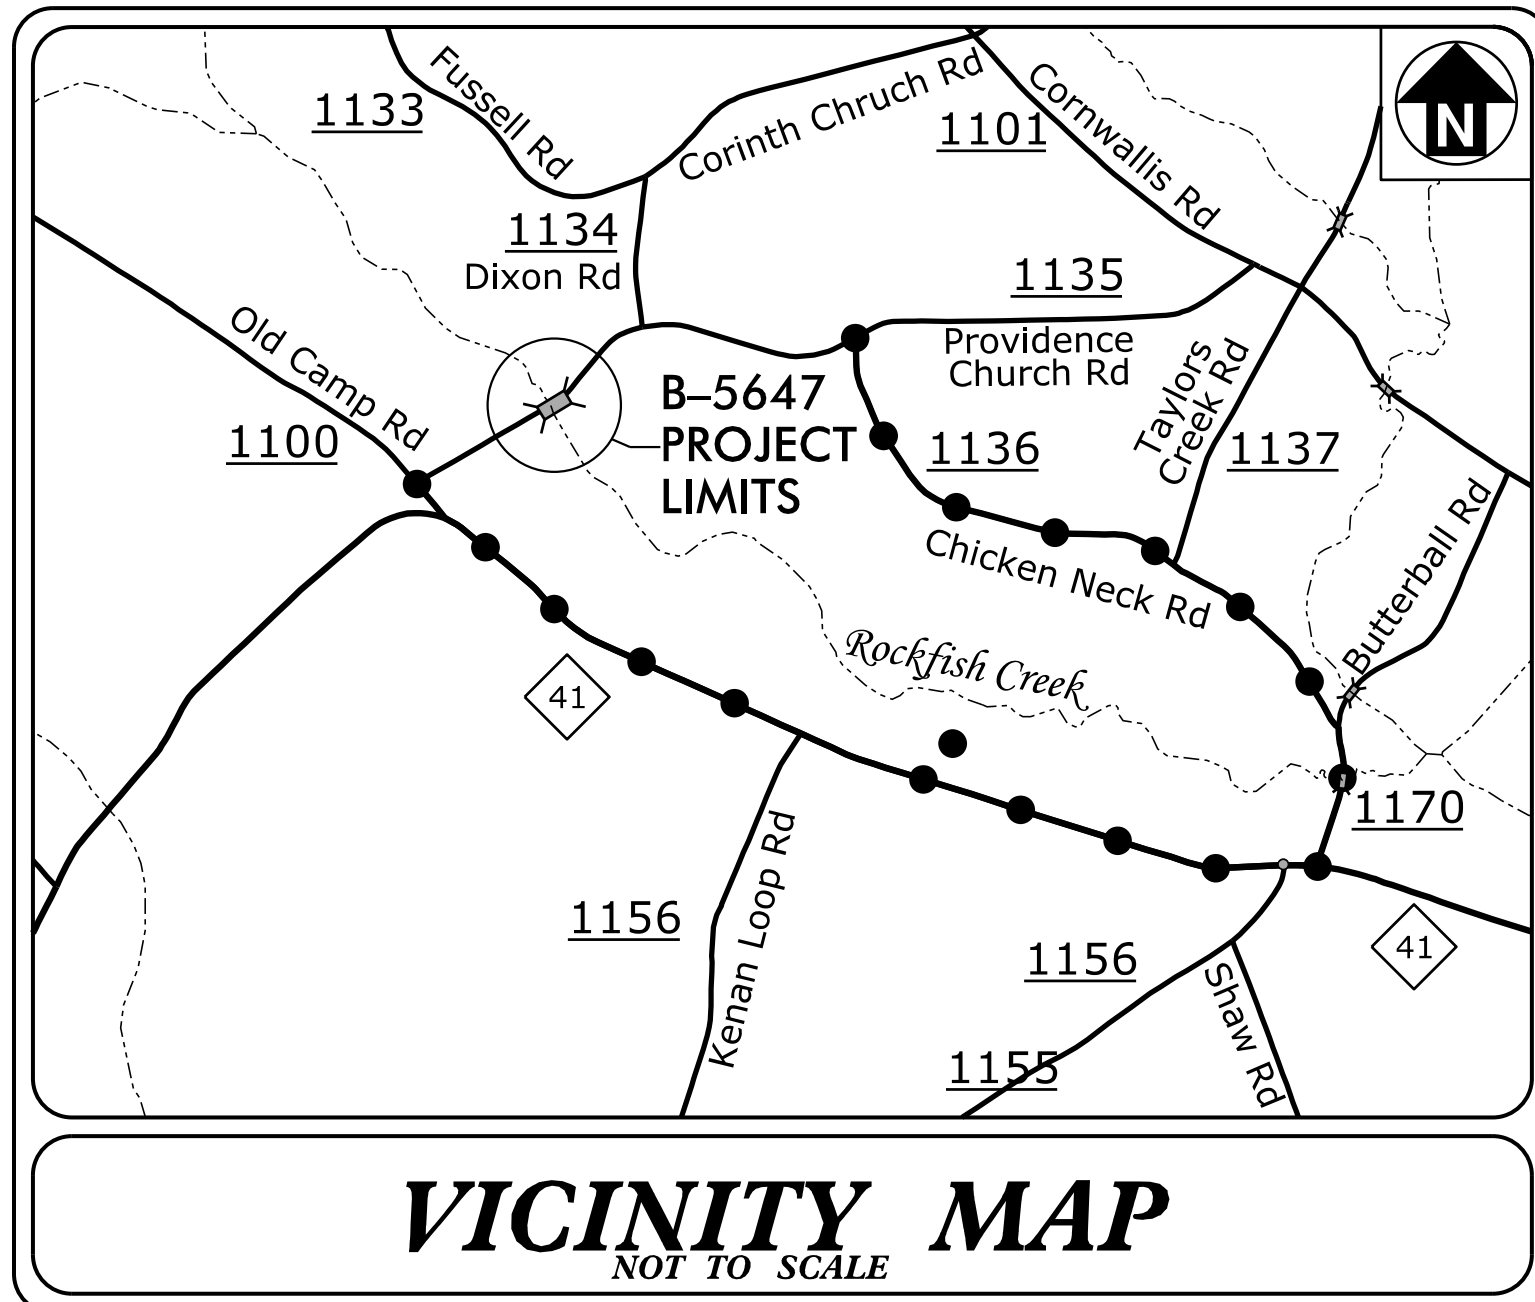 Fussell Rd
1133
Corinth Chruch Rd
1101
Cornwallis Rd
N
1134
Dixon Rd
1135
Providence
Church Rd
Old Camp Rd
1100
B–5647
PROJECT
LIMITS
1136
Taylors
Creek Rd
1137
Chicken Neck Rd
Butterball Rd
Rockfish Creek
41
1170
1156
Kenan Loop Rd
1156
41
Shaw Rd
1155
VICINITY MAP
NOT TO SCALE